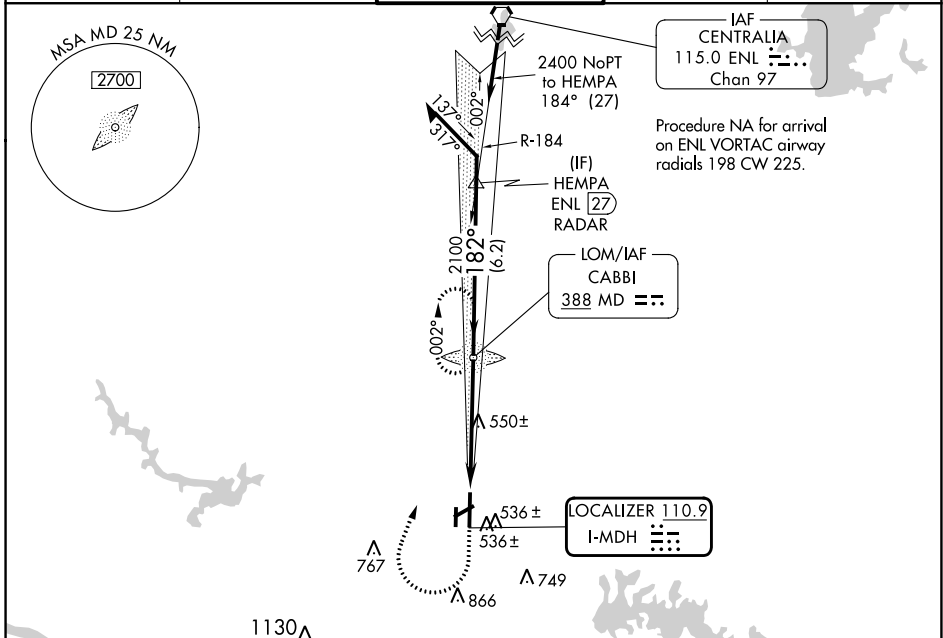 MSA MD 25 NM
2700
IAF
CENTRALIA
115.0 ENL
Chan 97
2400 NoPT
to HEMPA
184° (27)
Procedure NA for arrival
on ENL VORTAC airway
radials 198 CW 225.
137°
317°
002°
R-184
(IF)
HEMPA
ENL 27
RADAR
2100
182°
(6.2)
LOM/IAF
CABBI
388 MD
002°
550±
LOCALIZER 110.9
I-MDH
536±
536±
767
749
866
1130